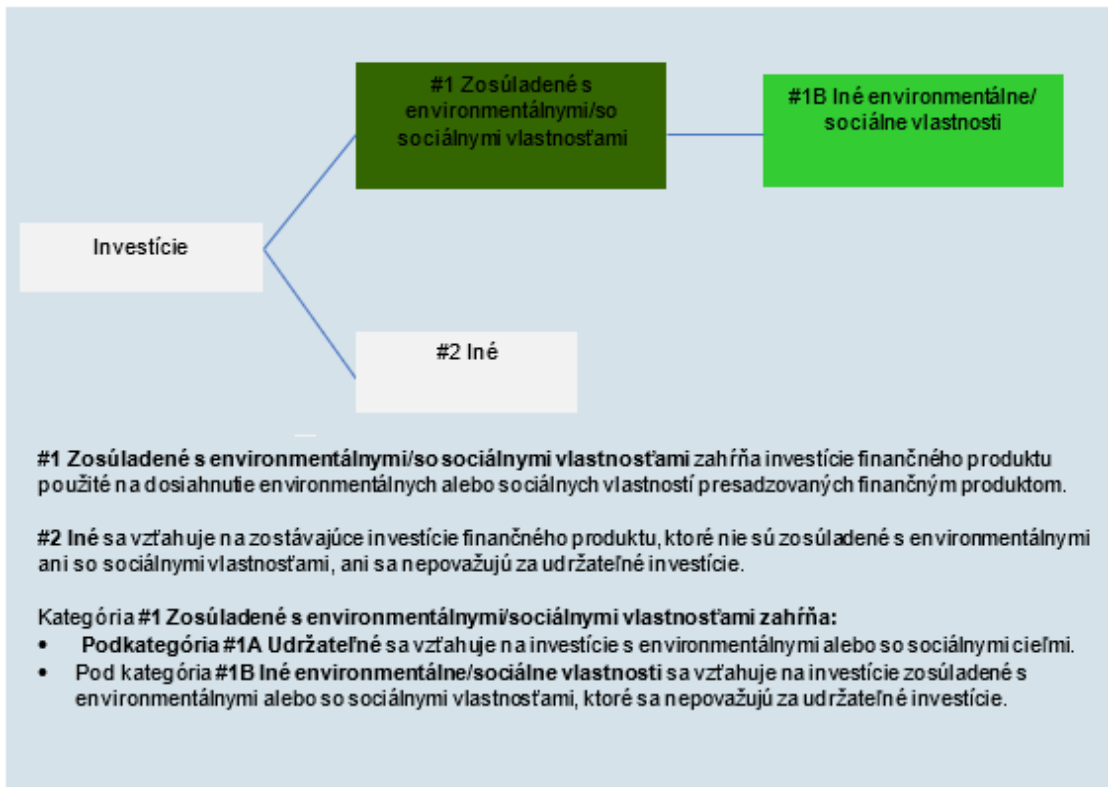 #1 Zosúladené s
environmentálnymi/so
sociálnymi vlastnosťami
#1B Iné environmentálne/
sociálne vlastnosti
Investície
#2 Iné
#1 Zosúladené s environmentálnymi/so sociálnymi vlastnosťami zahŕňa investície finančného produktu
použité na dosiahnutie environmentálnych alebo sociálnych vlastností presadzovaných finančným produktom.
#2 Iné sa vzťahuje na zostávajúce investície finančného produktu, ktoré nie sú zosúladené s environmentálnymi
ani so sociálnymi vlastnosťami, ani sa nepovažujú za udržateľné investície.
Kategória #1 Zosúladené s environmentálnymi/sociálnymi vlastnosťami zahŕňa:
• Podkategória #1A Udržateľné sa vzťahuje na investície s environmentálnymi alebo so sociálnymi cieľmi.
• Pod kategória #1B Iné environmentálne/sociálne vlastnosti sa vzťahuje na investície zosúladené s
environmentálnymi alebo so sociálnymi vlastnosťami, ktoré sa nepovažujú za udržateľné investície.